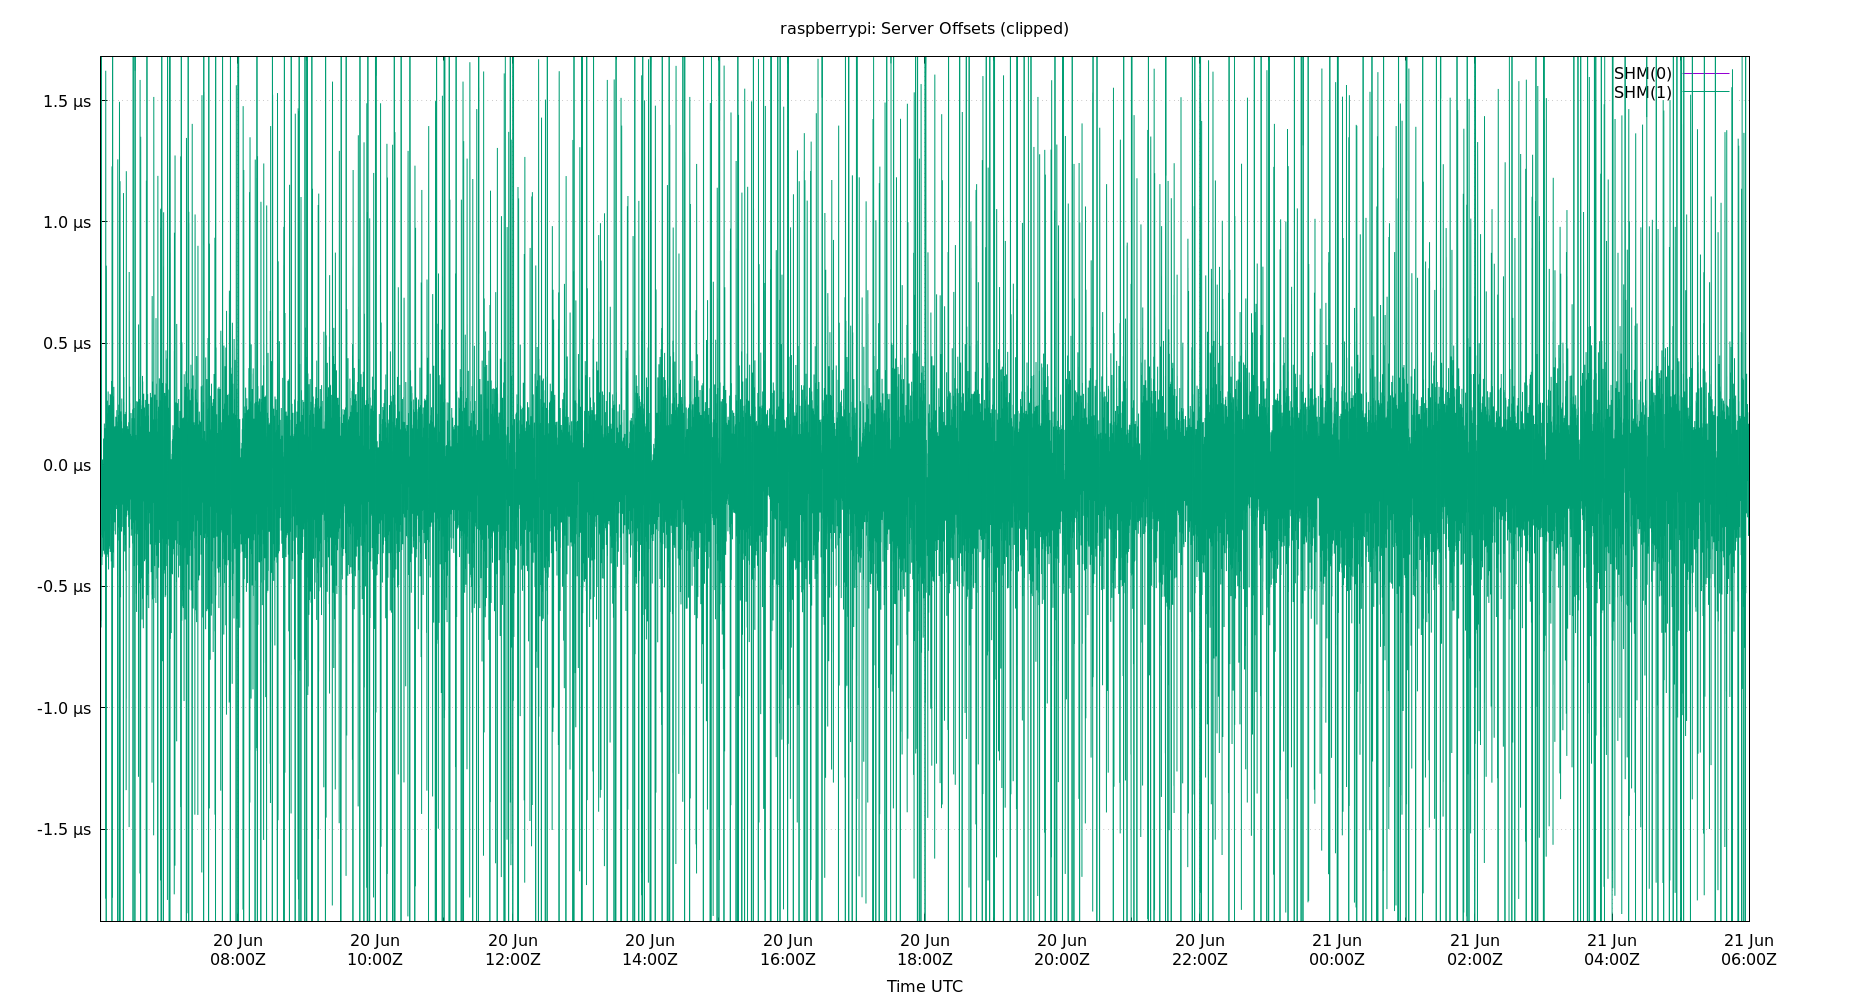 raspberrypi: Server Offsets (clipped)
SHM(0)
SHM(1)
1.5 µs
1.0 µs
0.5 µs
0.0 µs
-0.5 µs
-1.0 µs
-1.5 µs
20 Jun 20 Jun 20 Jun 20 Jun 20 Jun 20 Jun 20 Jun 20 Jun 21 Jun 21 Jun 21 Jun 21 Jun
08:00Z 10:00Z 12:00Z 14:00Z 16:00Z 18:00Z 20:00Z 22:00Z 00:00Z 02:00Z 04:00Z 06:00Z
Time UTC